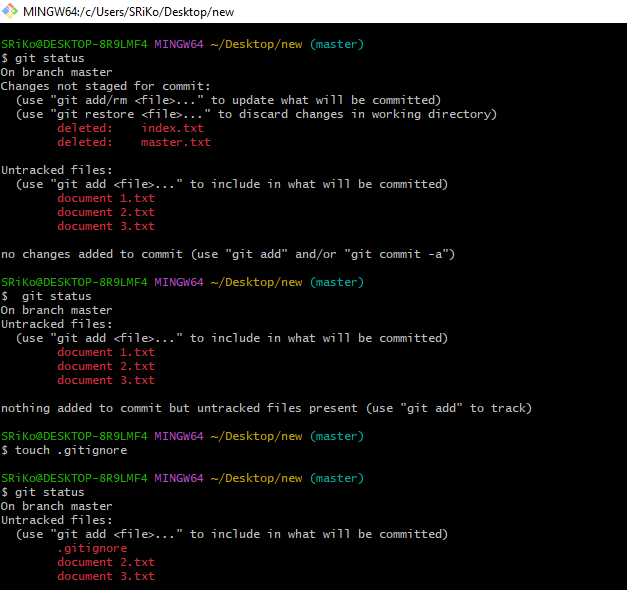 MINGW64:/c/Users/SRiKo/Desktop/new
SRiKo@DESKTOP-8R9LMF4 MINGW64 ~/Desktop/new (master)
$ git status
On branch master
Changes not staged for commit:
  (use "git add/rm <file>..." to update what will be committed)
  (use "git restore <file>..." to discard changes in working directory)
        deleted:    index.txt
        deleted:    master.txt
Untracked files:
  (use "git add <file>..." to include in what will be committed)
        document 1.txt
        document 2.txt
        document 3.txt
no changes added to commit (use "git add" and/or "git commit -a")
SRiKo@DESKTOP-8R9LMF4 MINGW64 ~/Desktop/new (master)
$  git status
On branch master
Untracked files:
  (use "git add <file>..." to include in what will be committed)
        document 1.txt
        document 2.txt
        document 3.txt
nothing added to commit but untracked files present (use "git add" to track)
SRiKo@DESKTOP-8R9LMF4 MINGW64 ~/Desktop/new (master)
$ touch .gitignore
SRiKo@DESKTOP-8R9LMF4 MINGW64 ~/Desktop/new (master)
$ git status
On branch master
Untracked files:
  (use "git add <file>..." to include in what will be committed)
        .gitignore
        document 2.txt
        document 3.txt